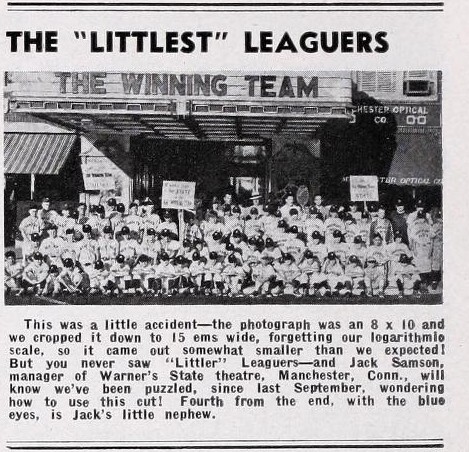 THE "LITTLEST" LEAGUERS
THE WINNING TEAM
CHESTER OPTICAL
CO.
STER OPTICAL CO.
This was a little accident—the photograph was an 8 x 10 and
we cropped it down to 15 ems wide, forgetting our logarithmic
scale, so it came out somewhat smaller than we expected!
But you never saw "Littler" Leaguers—and Jack Samson,
manager of Warner's State theatre, Manchester, Conn., will
know we've been puzzled, since last September, wondering
how to use this cut! Fourth from the end, with the blue
eyes, is Jack's little nephew.